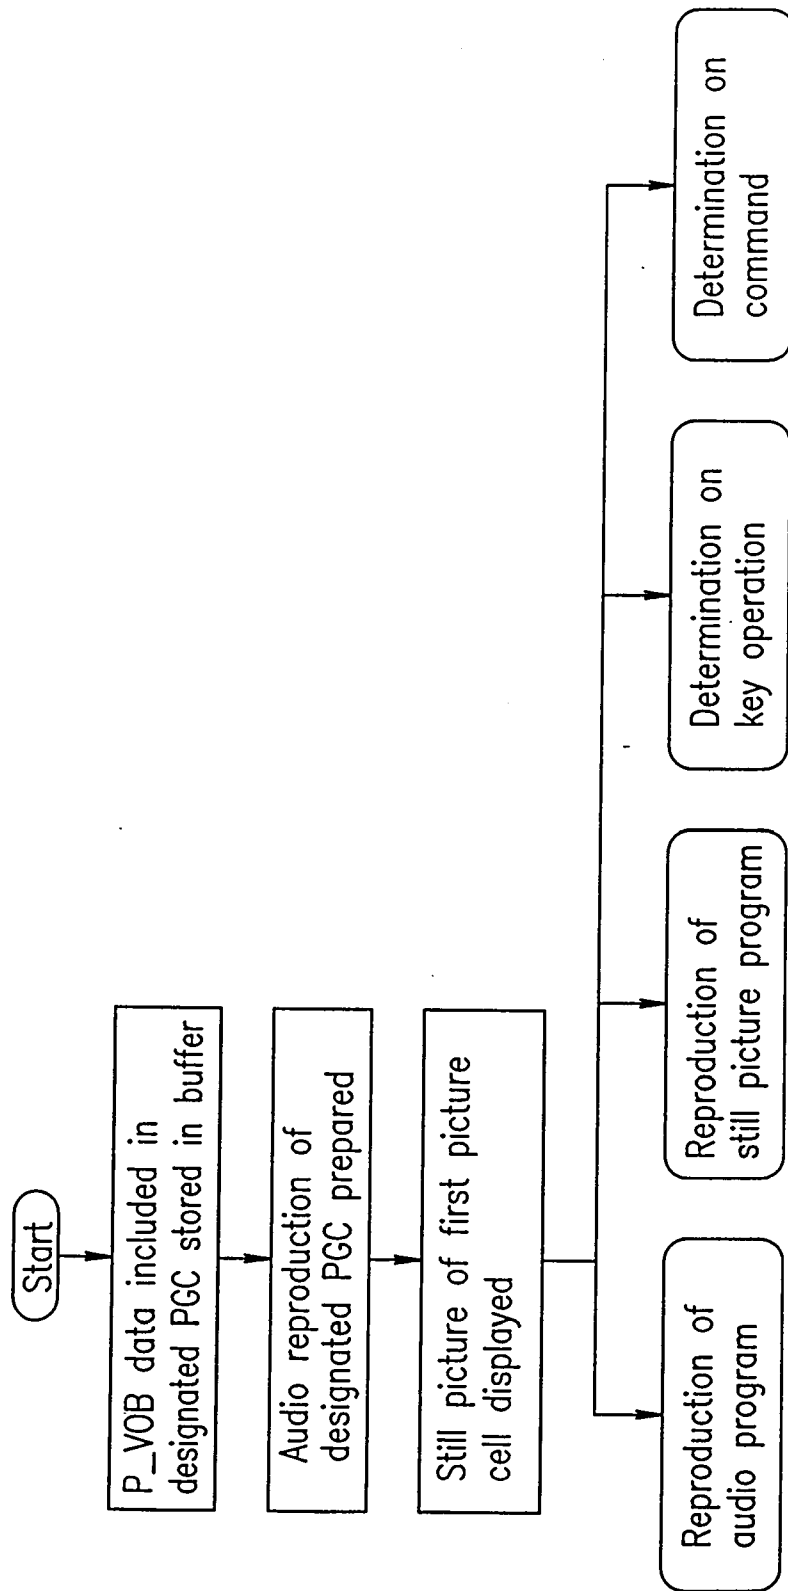 Start
P_VOB data included in
designated PGC stored in buffer
Audio reproduction of
designated PGC prepared
Still picture of first picture
cell displayed
Reproduction of
audio program
Reproduction of
still picture program
Determination on
key operation
Determination on
command